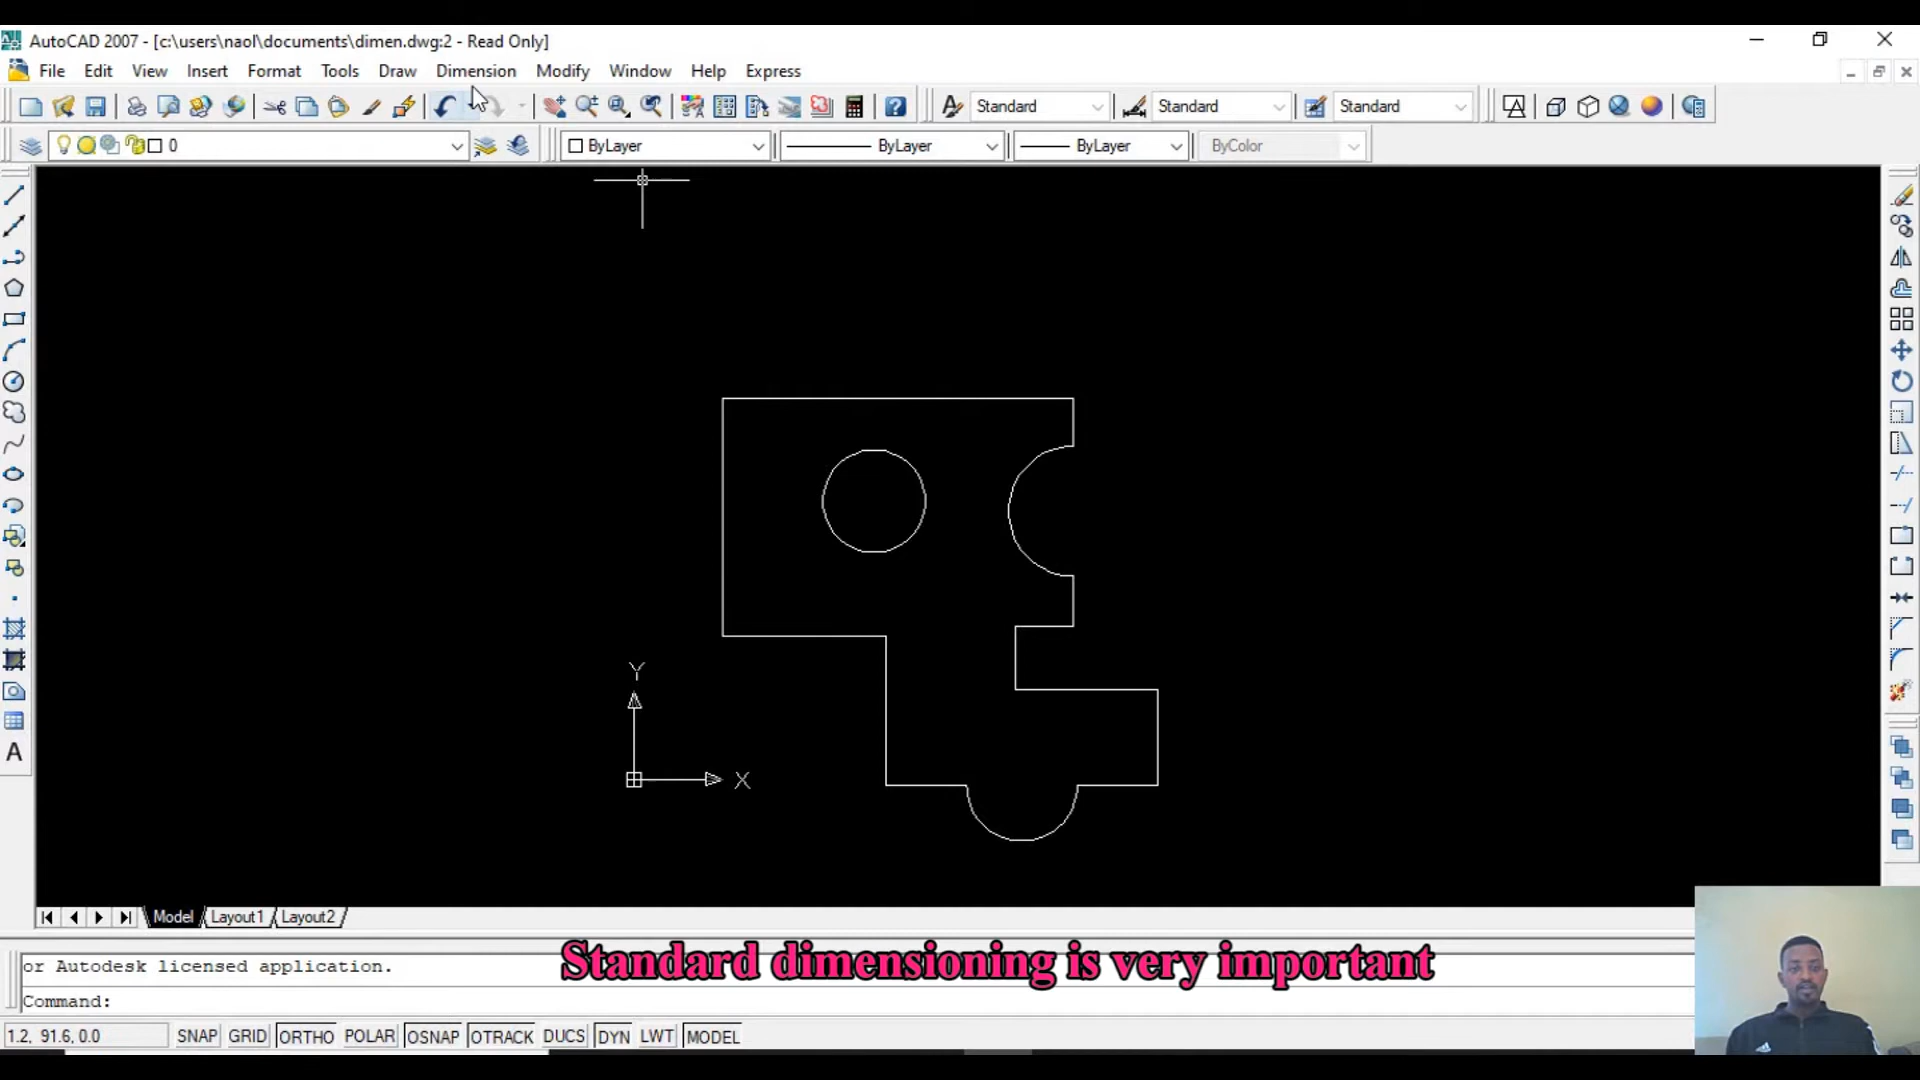 AutoCAD 2007 - [c:\users\naol\documents\dimen.dwg:2 - Read Only]
File Edit View Insert Format Tools Draw Dimension Modify Window Help Express
Standard Standard Standard
0 ByLayer ByLayer ByLayer ByColor
Y
X
A
Model Layout1 Layout2
or Autodesk licensed application.
Standard dimensioning is very important
Command:
1.2, 91.6, 0.0 SNAP GRID ORTHO POLAR OSNAP OTRACK DUCS DYN LWT MODEL